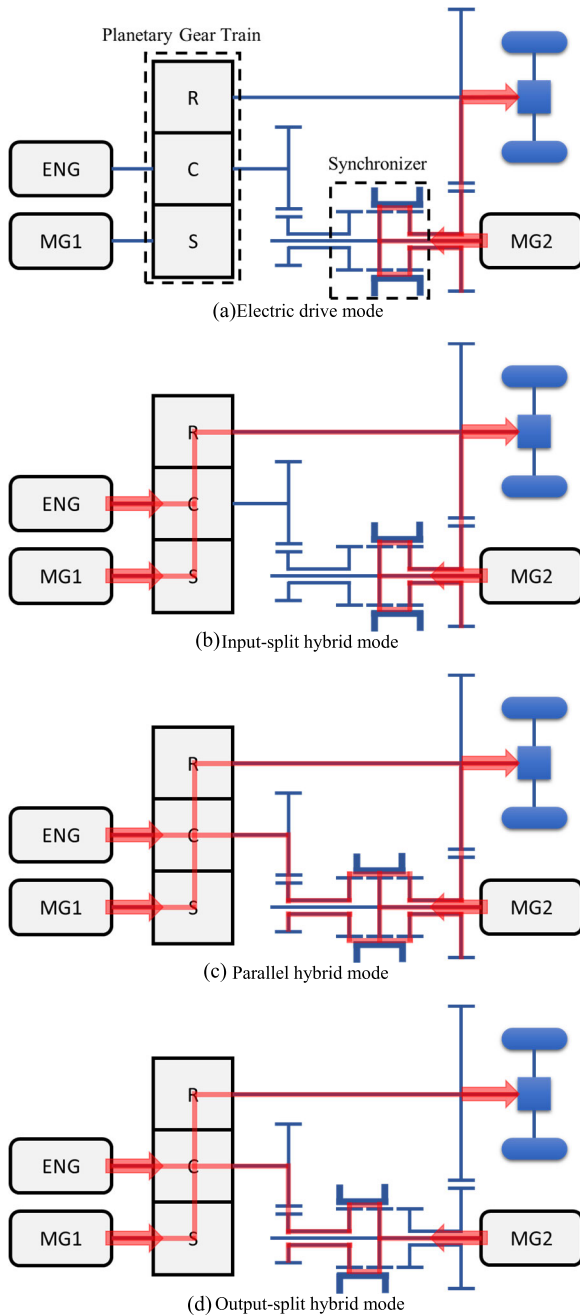 Planetary Gear Train
R
ENG
C
Synchronizer
MG1
S
MG2
(a)Electric drive mode
R
ENG
C
MG1
S
MG2
(b)Input-split hybrid mode
R
ENG
C
MG1
S
MG2
(c) Parallel hybrid mode
R
ENG
C
MG1
S
MG2
(d)Output-split hybrid mode